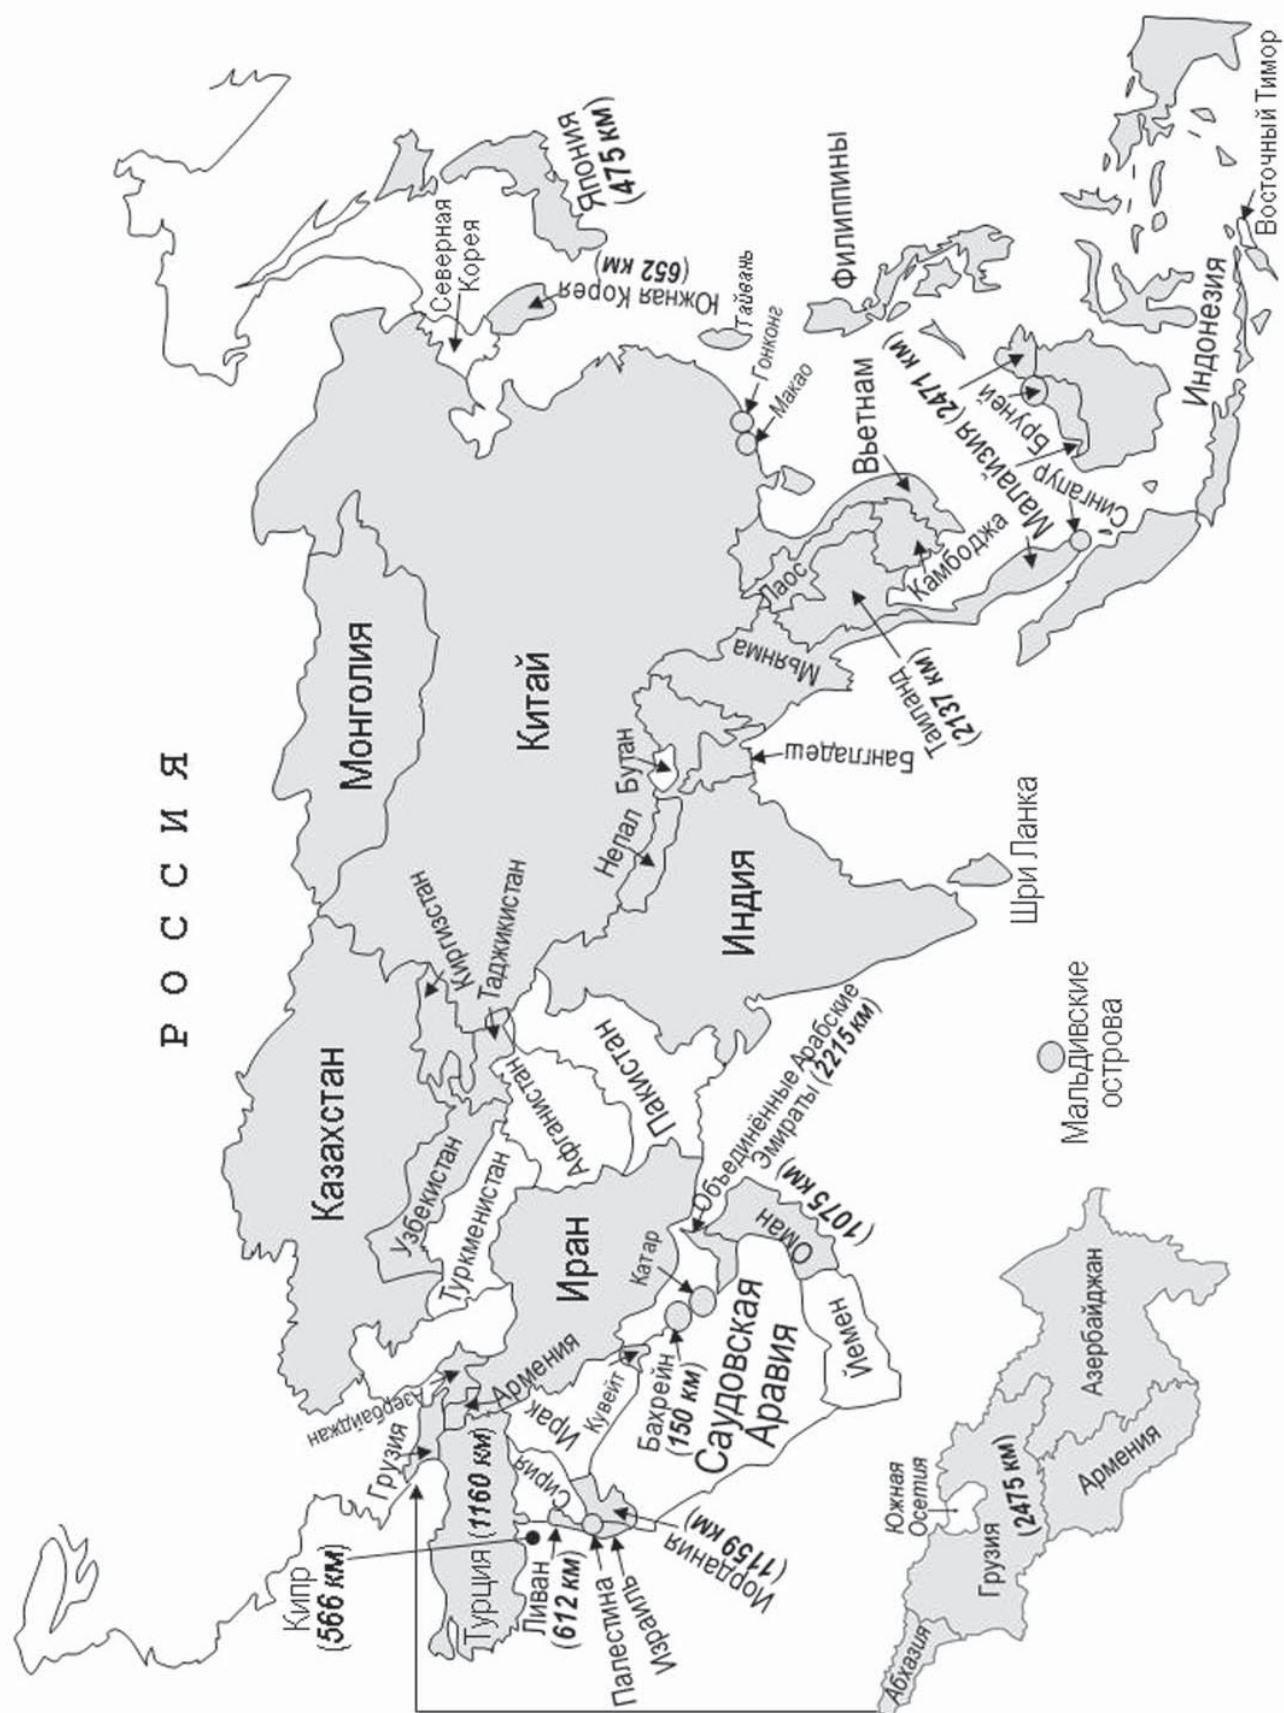 РОССИЯ
Казахстан
Монголия
Китай
Киргизстан
Таджикистан
Узбекистан
Туркменистан
Афганистан
Пакистан
Иран
Индия
Непал
Бутан
Бангладеш
Мьянма
Лаос
Вьетнам
Таиланд
(2137 км)
Камбоджа
Малайзия (2471 км)
Бруней
Сингапур
Индонезия
Восточный Тимор
Филиппины
Тайвань
Гонконг
Макао
Северная
Корея
Южная Корея
(652 км)
Япония
(475 км)
Шри Ланка
Мальдивские
острова
Объединённые Арабские
Эмираты (2215 км)
Оман
(1075 км)
Йемен
Катар
Бахрейн
(150 км)
Саудовская
Аравия
Кувейт
Ирак
Сирия
Иордания
(1159 км)
Израиль
Палестина
Ливан
(612 км)
Кипр
(566 км)
Турция (1160 км)
Грузия
Азербайджан
Армения
Абхазия
Южная
Осетия
Грузия
(2475 км)
Армения
Азербайджан